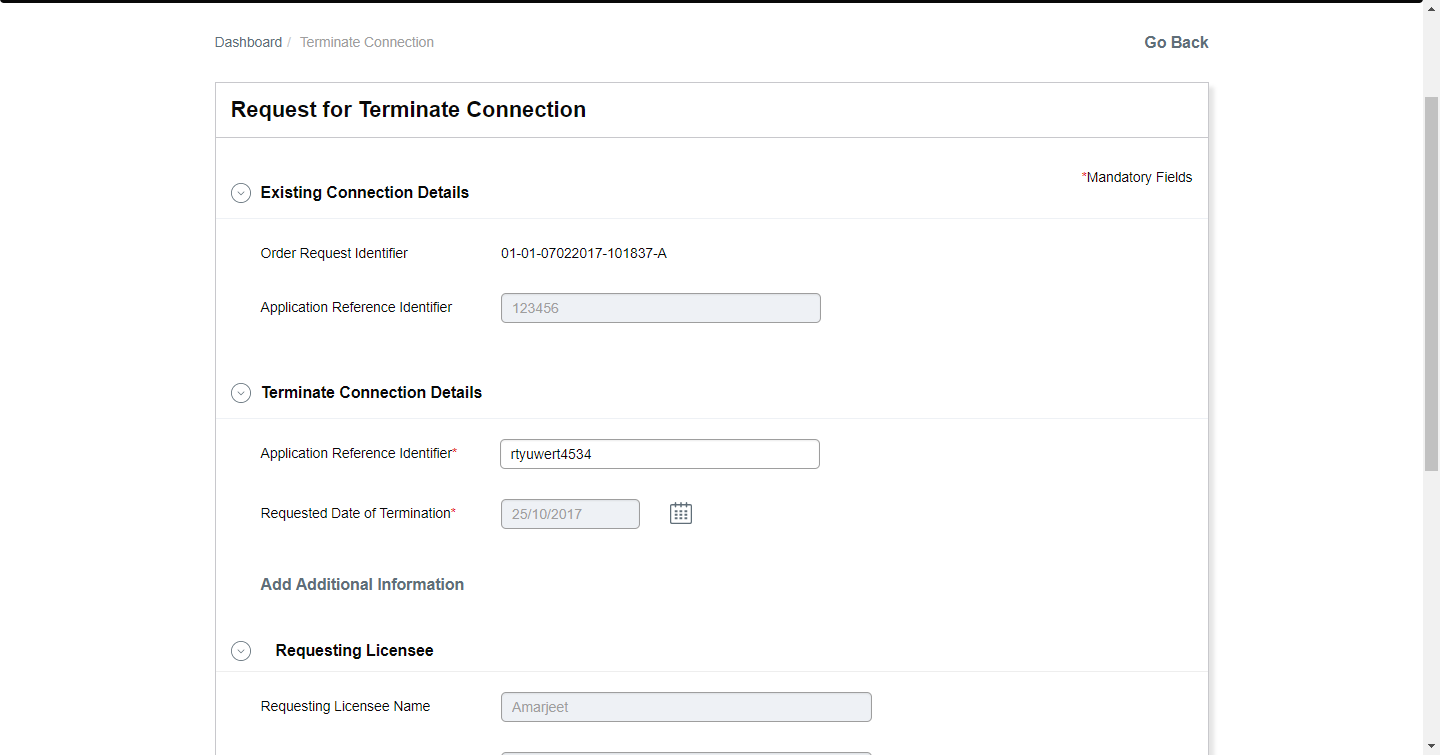 Dashboard / Terminate Connection
Go Back
Request for Terminate Connection
*Mandatory Fields
Existing Connection Details
Order Request Identifier 01-01-07022017-101837-A
Application Reference Identifier 123456
Terminate Connection Details
Application Reference Identifier* rtyuwert4534
Requested Date of Termination* 25/10/2017
Add Additional Information
Requesting Licensee
Requesting Licensee Name Amarjeet